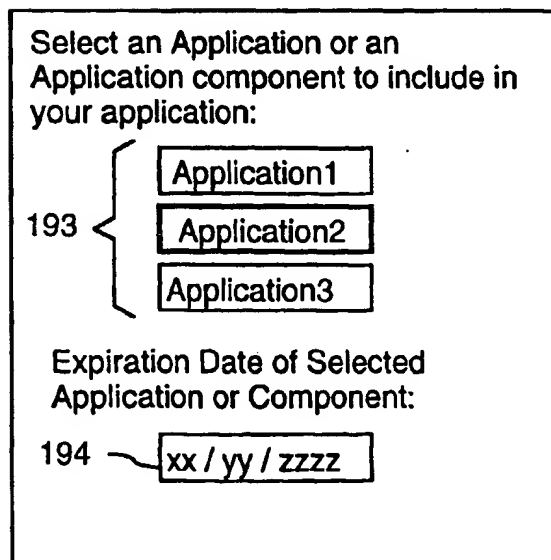 Select an Application or an
Application component to include in
your application:
Application1
193
Application2
Application3
Expiration Date of Selected
Application or Component:
194
xx / yy / zzzz